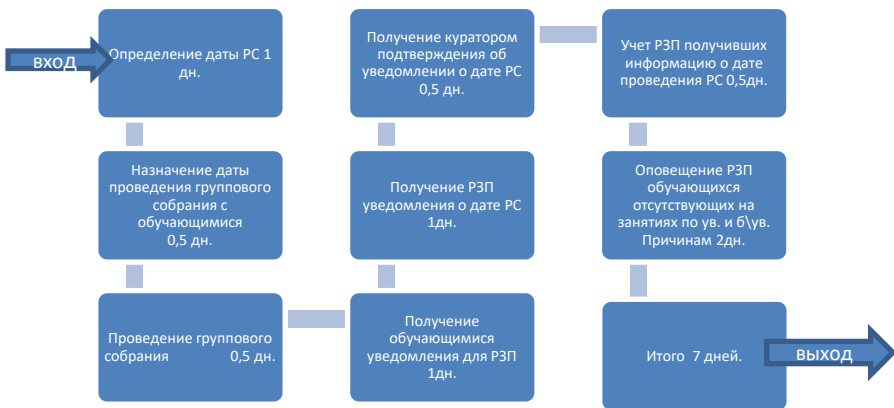 ВХОД
Определение даты РС 1
дн.
Назначение даты
проведения группового
собрания с
обучающимися
0,5 дн.
Проведение группового
собрания 0,5 дн.
Получение
обучающимися
уведомления для РЗП
1дн.
Получение РЗП
уведомления о дате РС
1дн.
Получение куратором
подтверждения об
уведомлении о дате РС
0,5 дн.
Учет РЗП получивших
информацию о дате
проведения РС 0,5дн.
Оповещение РЗП
обучающихся
отсутствующих на
занятиях по ув. и б\ув.
Причинам 2дн.
Итого 7 дней.
ВЫХОД